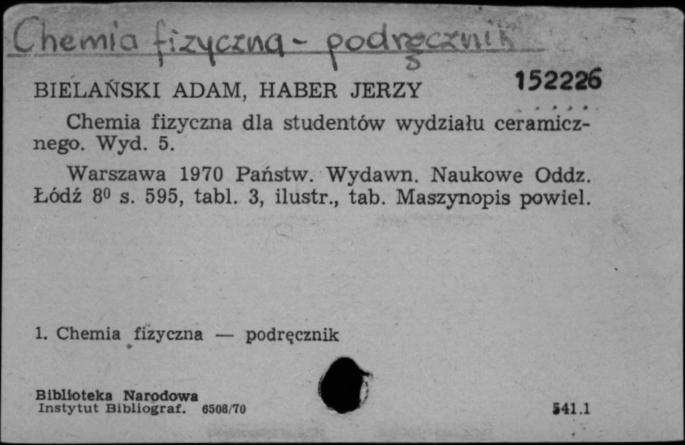 Chemia fizyczna - podręcznik
152226
BIELAŃSKI ADAM, HABER JERZY
Chemia fizyczna dla studentów wydziału ceramicz-
nego. Wyd. 5.
Warszawa 1970 Państw. Wydawn. Naukowe Oddz.
Łódź 8⁰ s. 595, tabl. 3, ilustr., tab. Maszynopis powiel.
1. Chemia fizyczna — podręcznik
Biblioteka Narodowa
Instytut Bibliograf. 6508/70
541.1